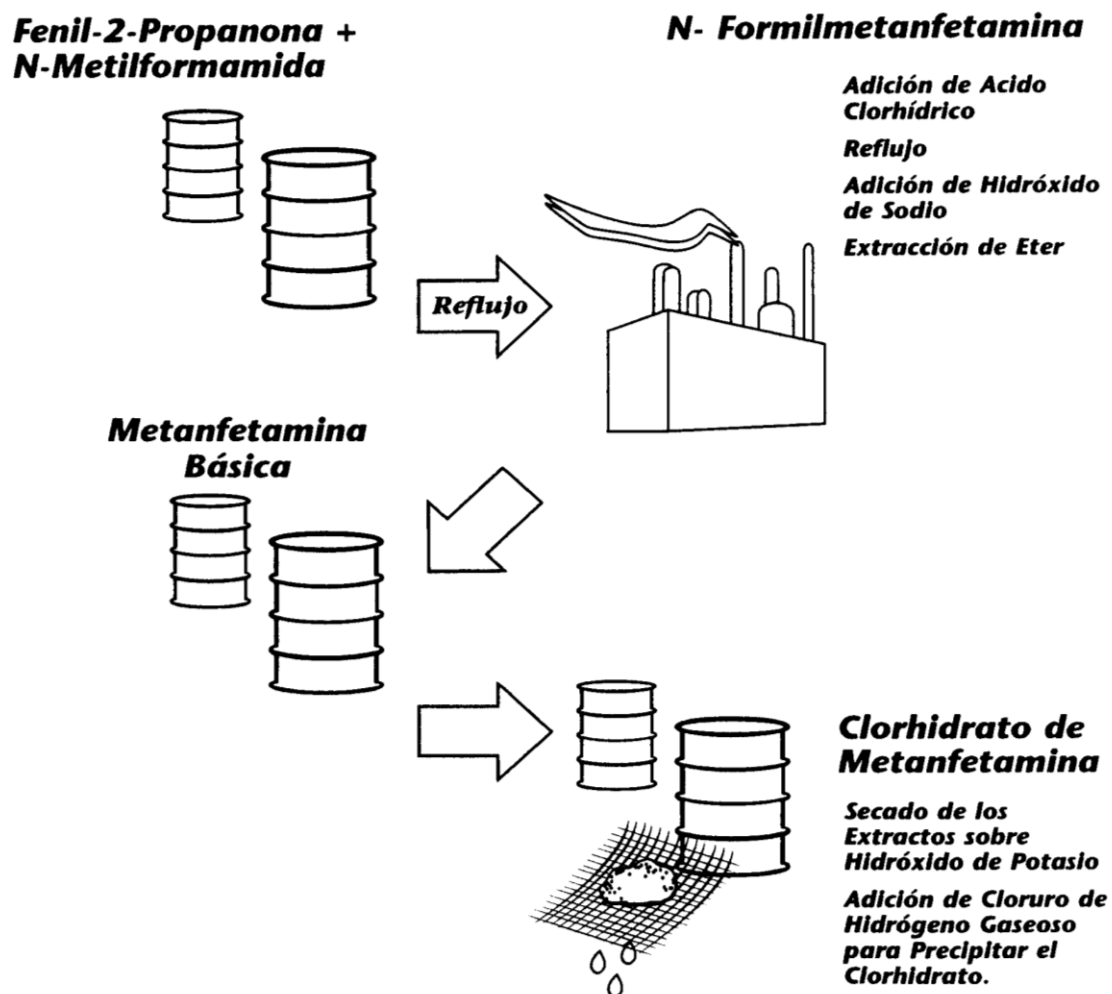 Fenil-2-Propanona +
N-Metilformamida
N- Formilmetanfetamina
Adición de Acido
Clorhídrico
Reflujo
Adición de Hidróxido
de Sodio
Extracción de Eter
Reflujo
Metanfetamina
Básica
Clorhidrato de
Metanfetamina
Secado de los
Extractos sobre
Hidróxido de Potasio
Adición de Cloruro de
Hidrógeno Gaseoso
para Precipitar el
Clorhidrato.